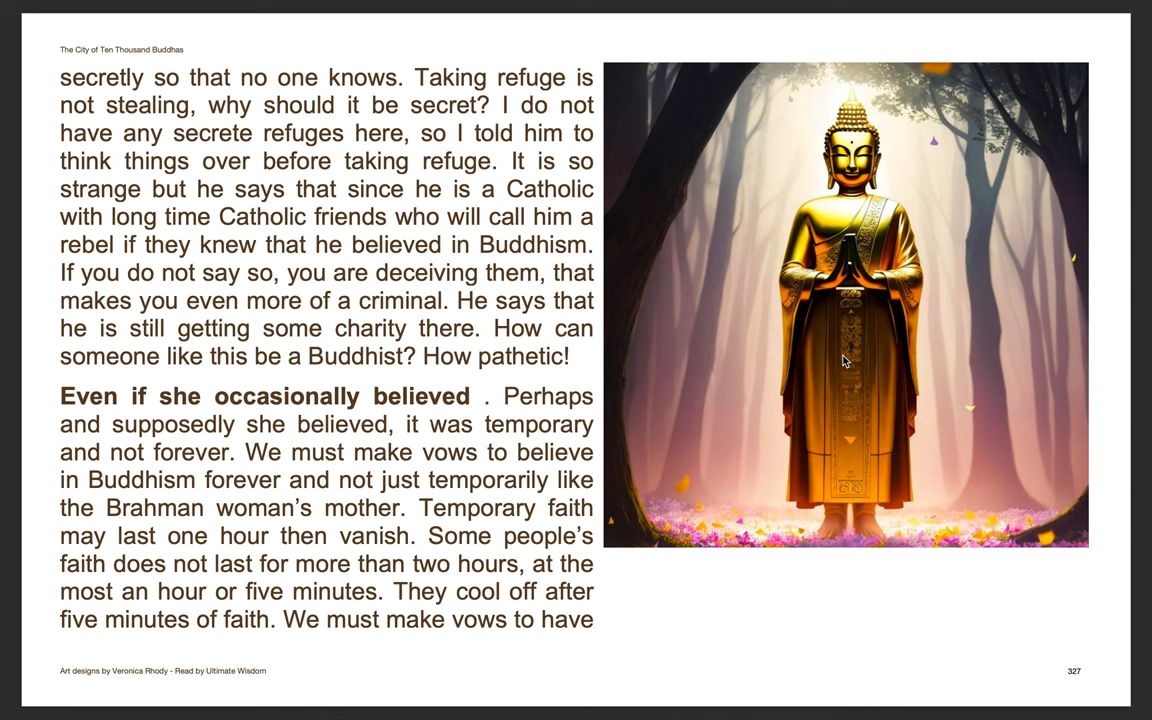 The City of Ten Thousand Buddhas
secretly so that no one knows. Taking refuge is
not stealing, why should it be secret? I do not
have any secrete refuges here, so I told him to
think things over before taking refuge. It is so
strange but he says that since he is a Catholic
with long time Catholic friends who will call him a
rebel if they knew that he believed in Buddhism.
If you do not say so, you are deceiving them, that
makes you even more of a criminal. He says that
he is still getting some charity there. How can
someone like this be a Buddhist? How pathetic!
Even if she occasionally believed . Perhaps
and supposedly she believed, it was temporary
and not forever. We must make vows to believe
in Buddhism forever and not just temporarily like
the Brahman woman’s mother. Temporary faith
may last one hour then vanish. Some people’s
faith does not last for more than two hours, at the
most an hour or five minutes. They cool off after
five minutes of faith. We must make vows to have
Art designs by Veronica Rhody - Read by Ultimate Wisdom
327